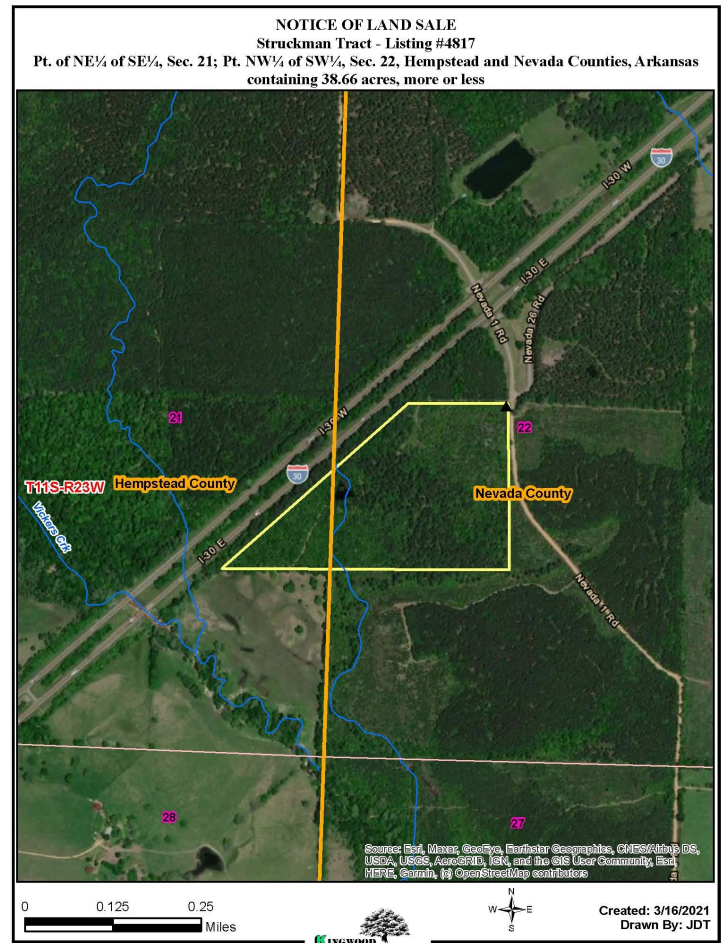 NOTICE OF LAND SALE
Struckman Tract - Listing #4817
Pt. of NE¼ of SE¼, Sec. 21; Pt. NW¼ of SW¼, Sec. 22, Hempstead and Nevada Counties, Arkansas
containing 38.66 acres, more or less
I-30 W
30
I-30 E
Nevada 1 Rd
Nevada 26 Rd
21
I-30 W
22
30
T11S-R23W
Hempstead County
Nevada County
Vickers Crk
I-30 E
Nevada 1 Rd
28
27
Source: Esri, Maxar, GeoEye, Earthstar Geographics, CNES/Airbus DS,
USDA, USGS, AeroGRID, IGN, and the GIS User Community, Esri,
HERE, Garmin, (c) OpenStreetMap contributors
0 0.125 0.25
Miles
N
W E
S
Created: 3/16/2021
Drawn By: JDT
KINGWOOD